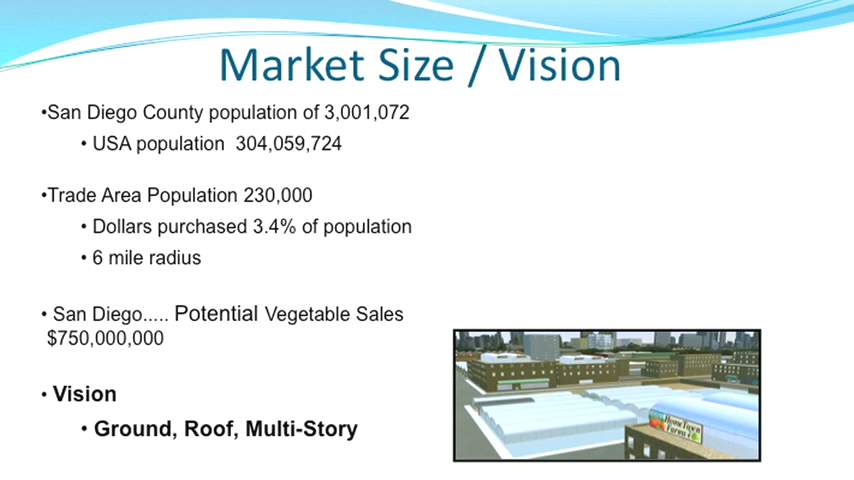 Market Size / Vision
•San Diego County population of 3,001,072
• USA population  304,059,724
•Trade Area Population 230,000
• Dollars purchased 3.4% of population
• 6 mile radius
• San Diego..... Potential Vegetable Sales
$750,000,000
• Vision
• Ground, Roof, Multi-Story
HomeTown
Farms